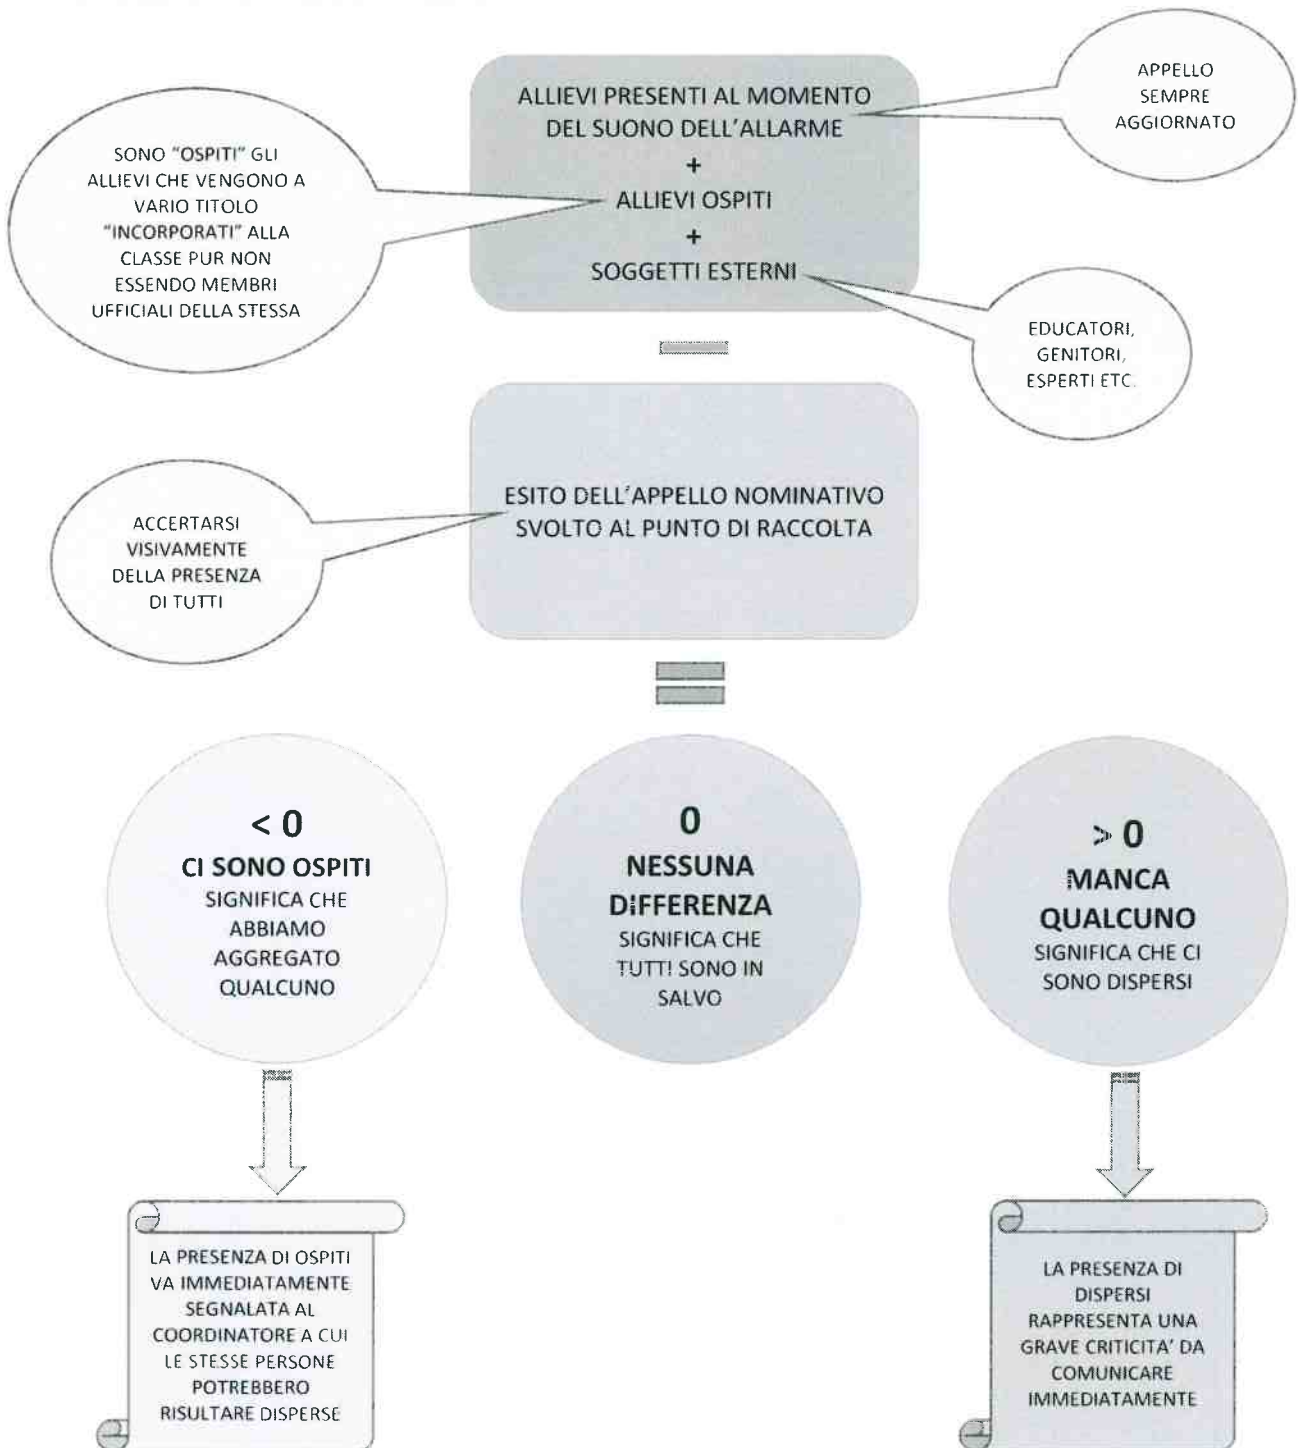 APPELLO
SEMPRE
AGGIORNATO
ALLIEVI PRESENTI AL MOMENTO
DEL SUONO DELL'ALLARME
+
ALLIEVI OSPITI
+
SOGGETTI ESTERNI
SONO "OSPITI" GLI
ALLIEVI CHE VENGONO A
VARIO TITOLO
"INCORPORATI" ALLA
CLASSE PUR NON
ESSENDO MEMBRI
UFFICIALI DELLA STESSA
EDUCATORI,
GENITORI,
ESPERTI ETC.
ESITO DELL'APPELLO NOMINATIVO
SVOLTO AL PUNTO DI RACCOLTA
ACCERTARSI
VISIVAMENTE
DELLA PRESENZA
DI TUTTI
< 0
CI SONO OSPITI
SIGNIFICA CHE
ABBIAMO
AGGREGATO
QUALCUNO
0
NESSUNA
DIFFERENZA
SIGNIFICA CHE
TUTTI SONO IN
SALVO
> 0
MANCA
QUALCUNO
SIGNIFICA CHE CI
SONO DISPERSI
LA PRESENZA DI OSPITI
VA IMMEDIATAMENTE
SEGNALATA AL
COORDINATORE A CUI
LE STESSE PERSONE
POTREBBERO
RISULTARE DISPERSE
LA PRESENZA DI
DISPERSI
RAPPRESENTA UNA
GRAVE CRITICITA' DA
COMUNICARE
IMMEDIATAMENTE